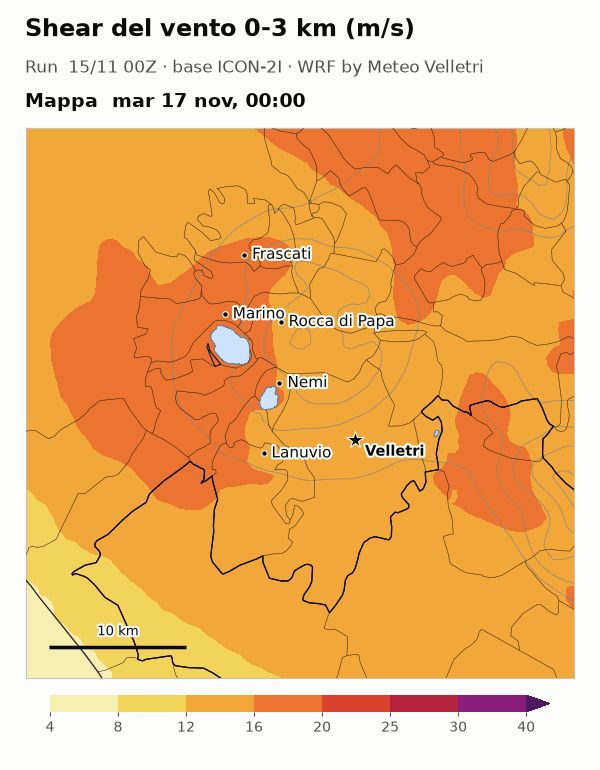 Shear del vento 0-3 km (m/s)
Run  15/11 00Z · base ICON-2I · WRF by Meteo Velletri
Mappa  mar 17 nov, 00:00
Frascati
Marino
Rocca di Papa
Nemi
Velletri
Lanuvio
10 km
4 8 12 16 20 25 30 40